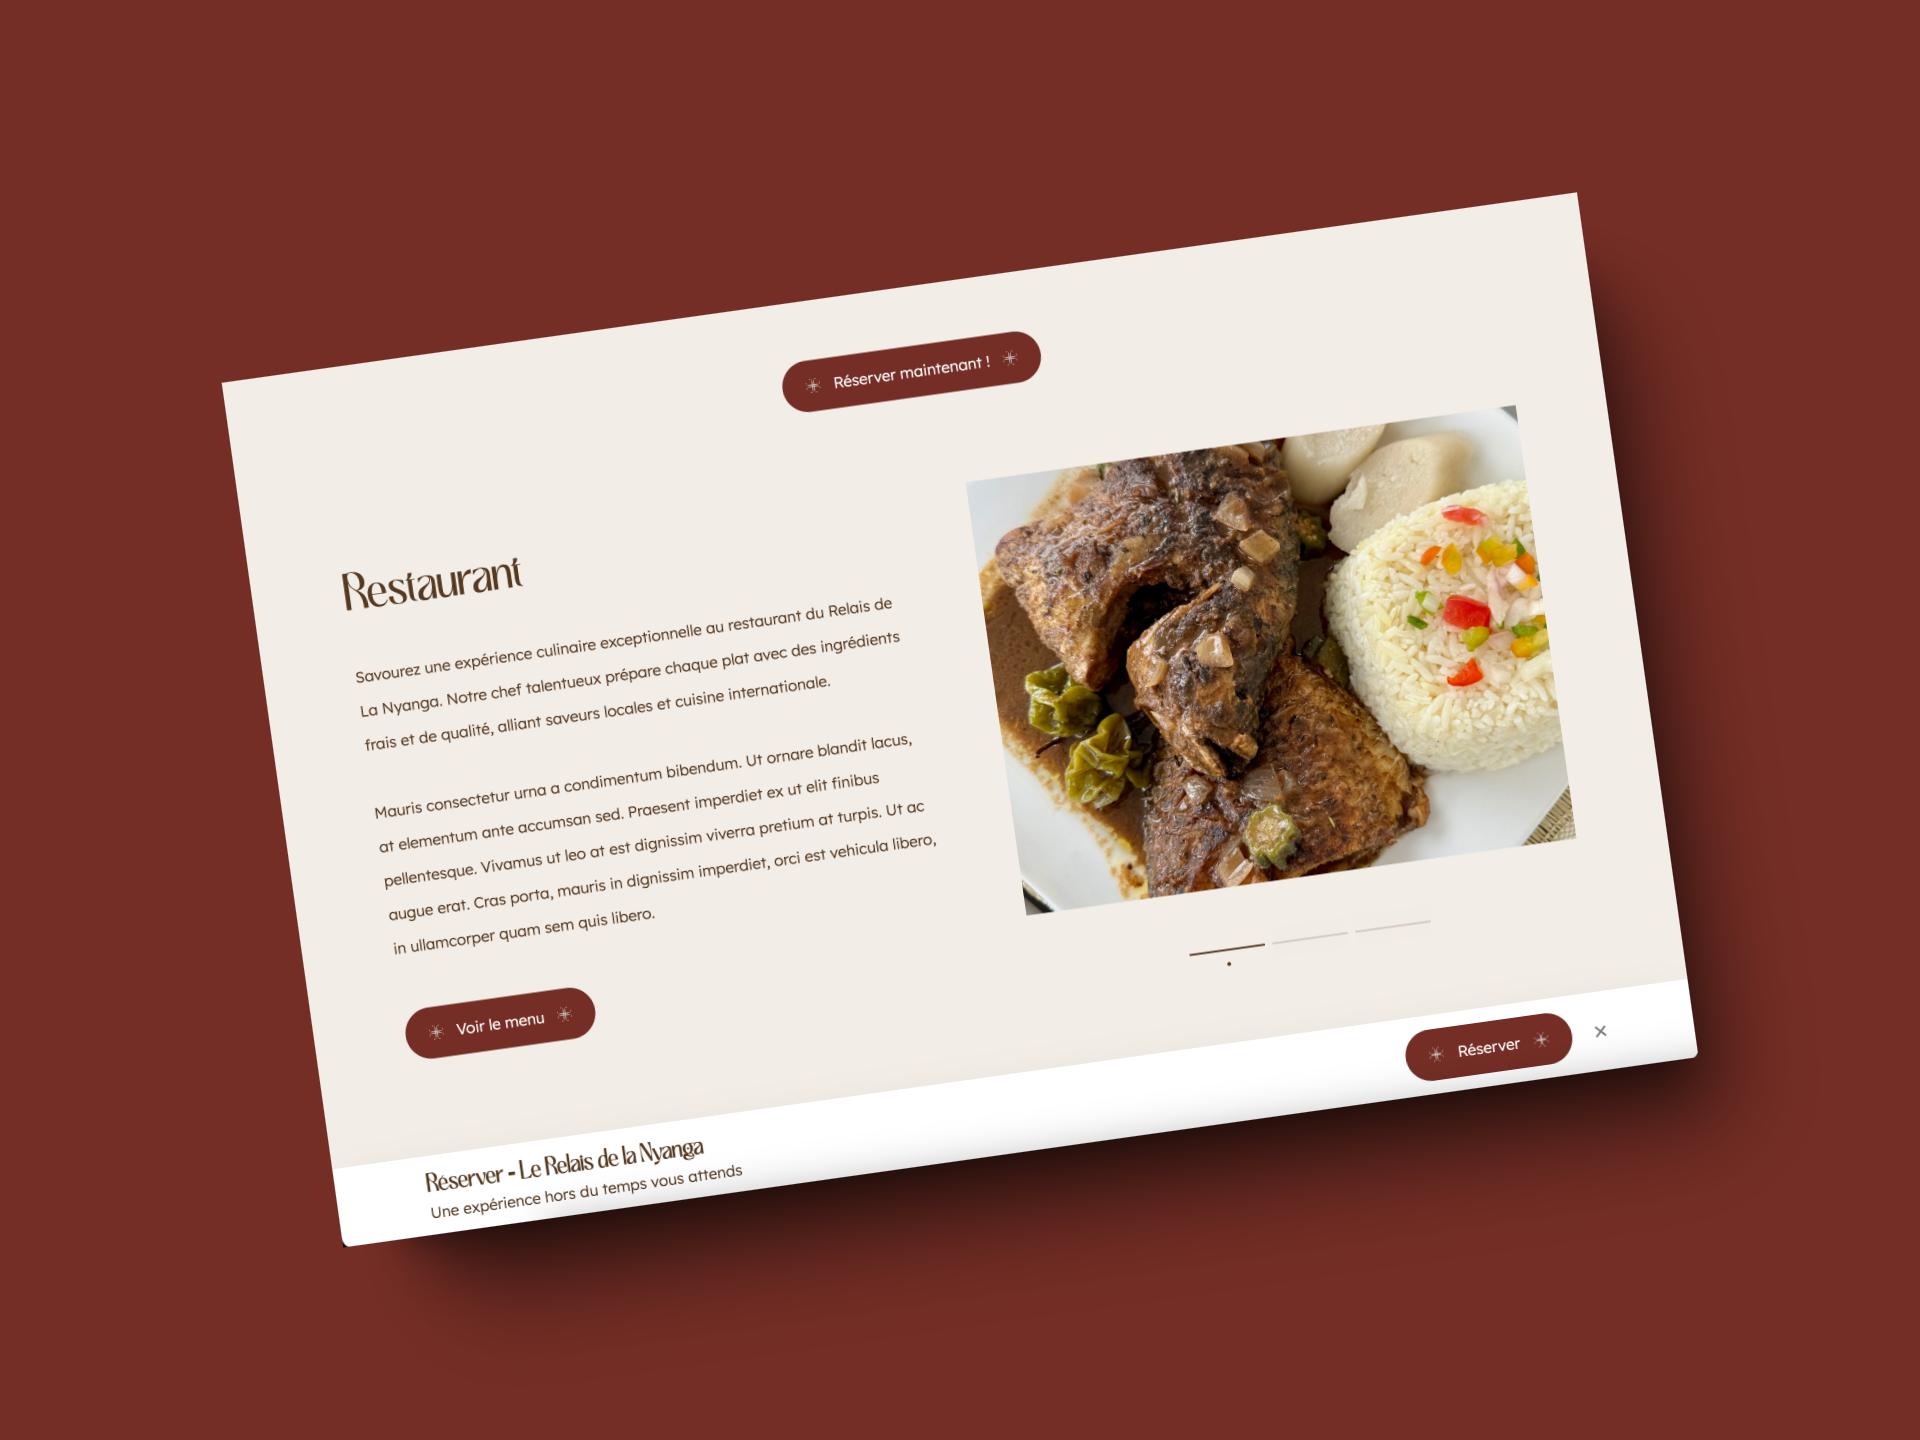 Réserver maintenant !
Restaurant
Savourez une expérience culinaire exceptionnelle au restaurant du Relais de
La Nyanga. Notre chef talentueux prépare chaque plat avec des ingrédients
frais et de qualité, alliant saveurs locales et cuisine internationale.
Mauris consectetur urna a condimentum bibendum. Ut ornare blandit lacus,
at elementum ante accumsan sed. Praesent imperdiet ex ut elit finibus
pellentesque. Vivamus ut leo at est dignissim viverra pretium at turpis. Ut ac
augue erat. Cras porta, mauris in dignissim imperdiet, orci est vehicula libero,
in ullamcorper quam sem quis libero.
Voir le menu
Réserver - Le Relais de la Nyanga
Une expérience hors du temps vous attends
Réserver